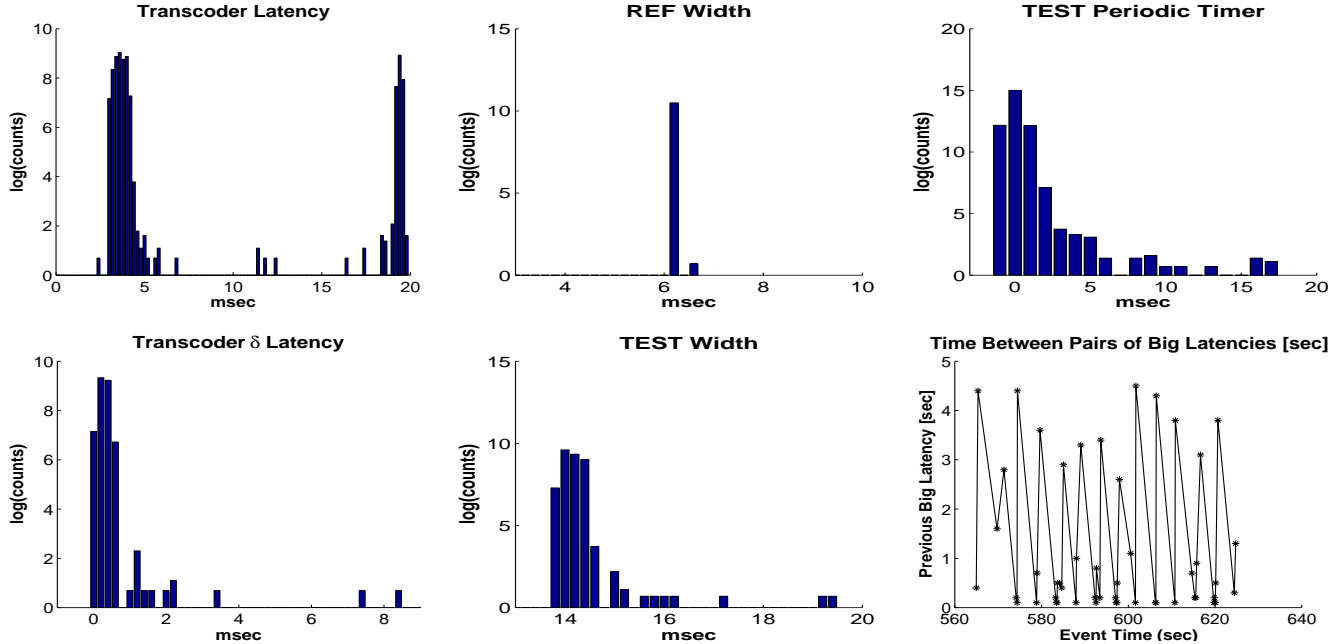 Transcoder Latency
10
8
6
4
2
0
log(counts)
0 5 10 15 20
msec
REF Width
15
10
5
0
log(counts)
4 6 8 10
msec
TEST Periodic Timer
20
15
10
5
0
log(counts)
0 5 10 15 20
msec
Transcoder δ Latency
10
8
6
4
2
0
log(counts)
0 2 4 6 8
msec
TEST Width
15
10
5
0
log(counts)
14 16 18 20
msec
Time Between Pairs of Big Latencies [sec]
5
4
3
2
1
0
Previous Big Latency [sec]
560 580 600 620 640
Event Time (sec)